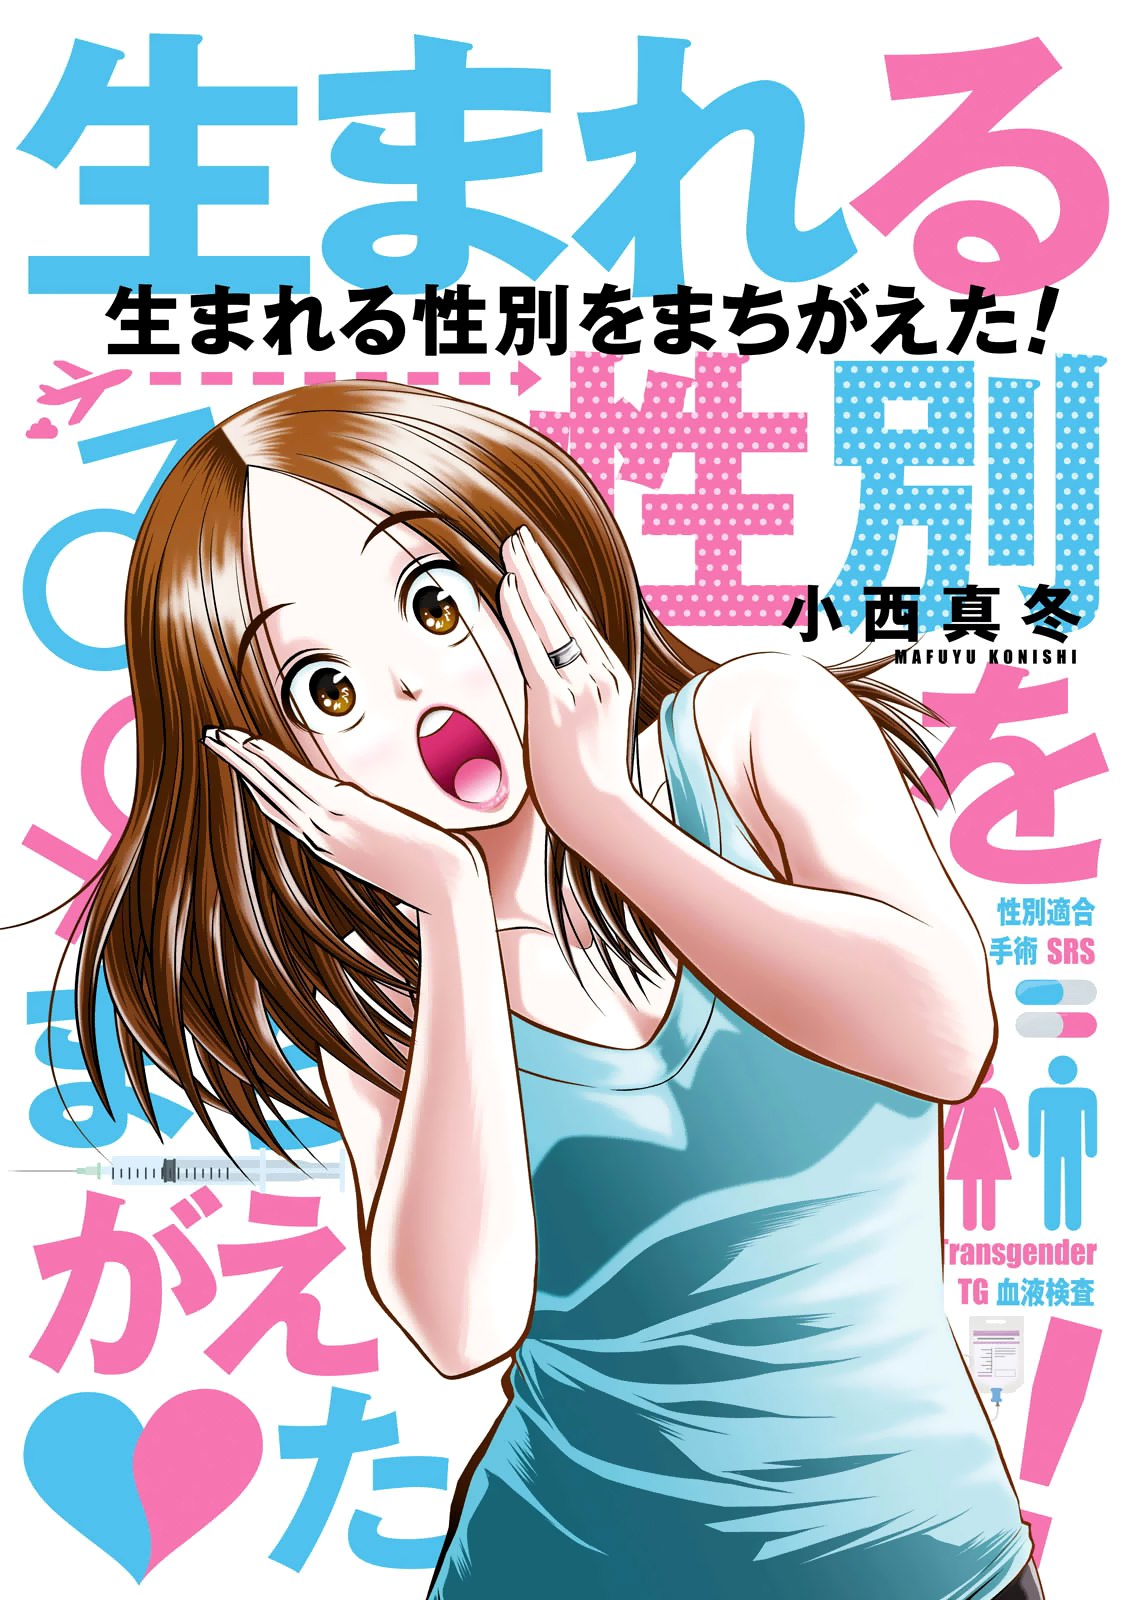 生まれる
生まれる性別をまちがえた！
性別
小西真冬
MAFUYU KONISHI
を
性別適合
手術 SRS
まち
がえ
た！
Transgender
TG 血液検査